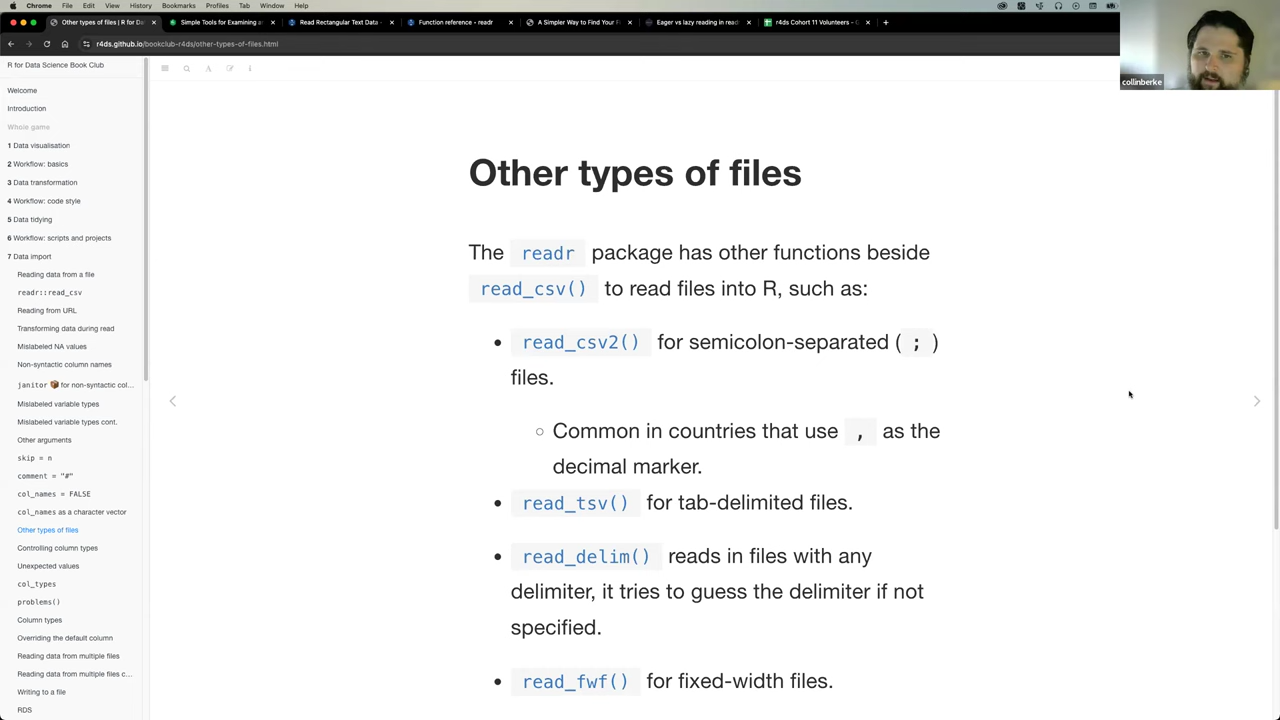 Chrome File Edit View History Bookmarks Profiles Tab Window Help
Other types of files | R for Da
Simple Tools for Examining a
Read Rectangular Text Data
Function reference - readr
A Simpler Way to Find Your F
Eager vs lazy reading in read
r4ds Cohort 11 Volunteers - G
r4ds.github.io/bookclub-r4ds/other-types-of-files.html
collinberke
R for Data Science Book Club
Welcome
Introduction
Whole game
1 Data visualisation
2 Workflow: basics
3 Data transformation
4 Workflow: code style
5 Data tidying
6 Workflow: scripts and projects
7 Data import
Reading data from a file
readr::read_csv
Reading from URL
Transforming data during read
Mislabeled NA values
Non-syntactic column names
janitor 📦 for non-syntactic col...
Mislabeled variable types
Mislabeled variable types cont.
Other arguments
skip = n
comment = "#"
col_names = FALSE
col_names as a character vector
Other types of files
Controlling column types
Unexpected values
col_types
problems()
Column types
Overriding the default column
Reading data from multiple files
Reading data from multiple files c...
Writing to a file
RDS
Other types of files
The readr package has other functions beside
read_csv() to read files into R, such as:
• read_csv2() for semicolon-separated ( ; )
files.
○ Common in countries that use , as the
decimal marker.
• read_tsv() for tab-delimited files.
• read_delim() reads in files with any
delimiter, it tries to guess the delimiter if not
specified.
• read_fwf() for fixed-width files.